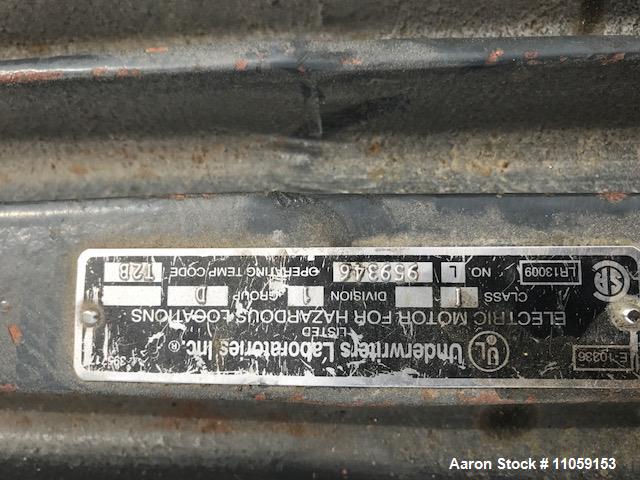 E-10336 UL Underwriters Laboratories, Inc.®
LISTED
ELECTRIC MOTOR FOR HAZARDOUS LOCATIONS
CLASS I DIVISION 1 GROUP D
LR13009 NO. L 959346 OPERATING TEMP CODE T2B
Aaron Stock # 11059153